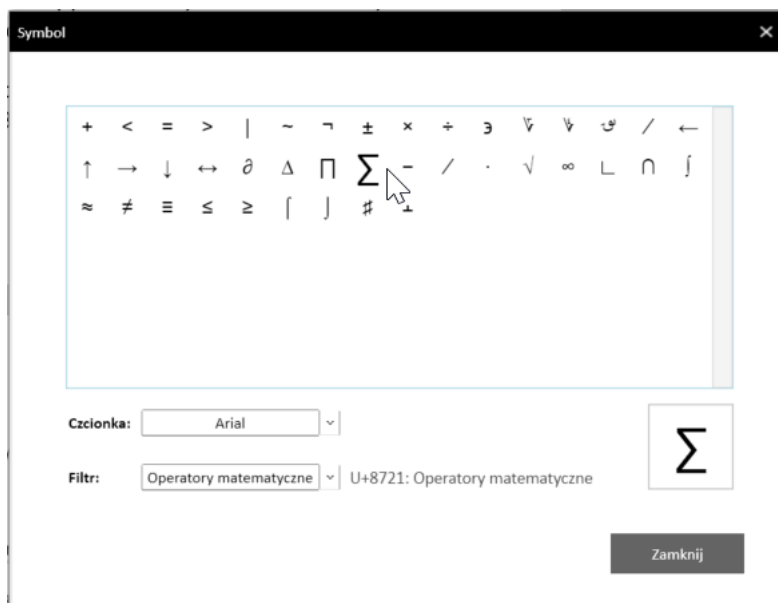 Symbol
+ < = > | ~ ¬ ± × ÷ ϶ ؆ ؇ ؈ ⁄ ←
↑ → ↓ ↔ ∂ ∆ ∏ ∑ − ∕ ∙ √ ∞ ∟ ∩ ∫
≈ ≠ ≡ ≤ ≥ ⌠ ⌡ ♯
Czcionka: Arial
∑
Filtr: Operatory matematyczne U+8721: Operatory matematyczne
Zamknij